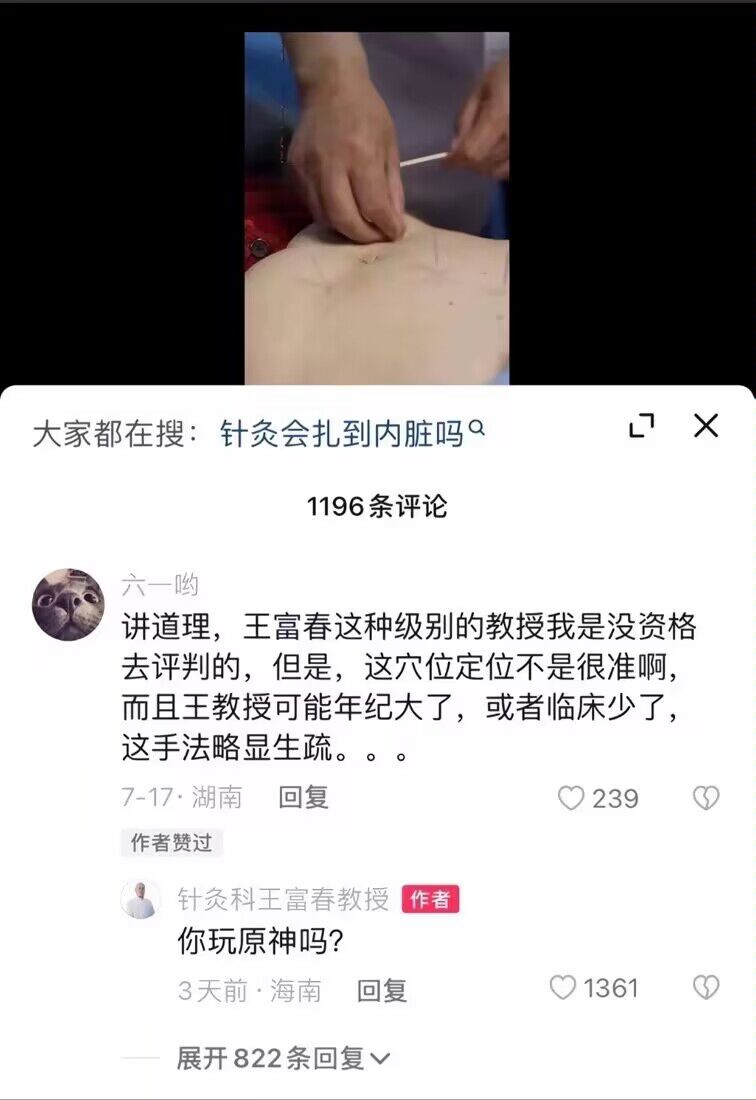 大家都在搜：针灸会扎到内脏吗
1196条评论
六一哟
讲道理，王富春这种级别的教授我是没资格
去评判的，但是，这穴位定位不是很准啊，
而且王教授可能年纪大了，或者临床少了，
这手法略显生疏。。。
7-17·湖南 回复 239
作者赞过
针灸科王富春教授 作者
你玩原神吗？
3天前·海南 回复 1361
展开822条回复